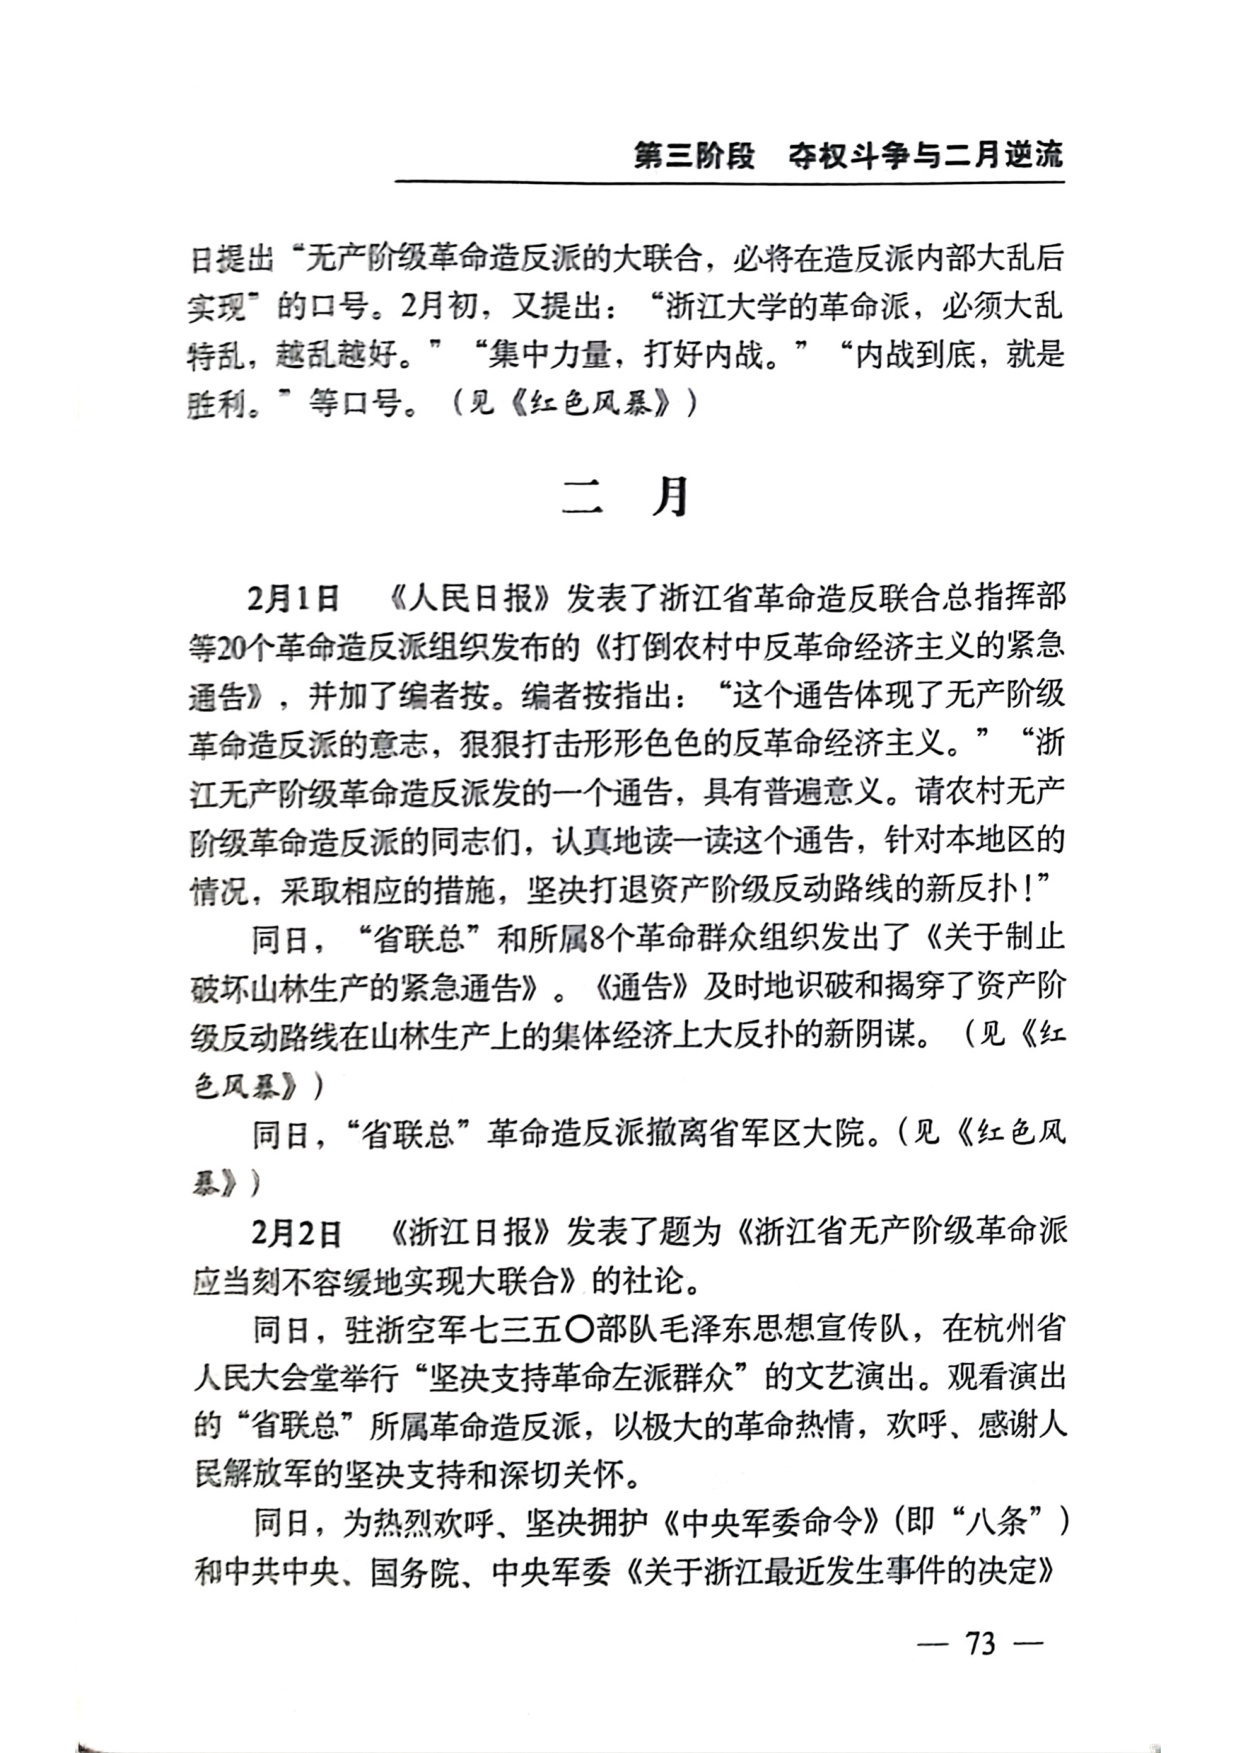 第三阶段　夺权斗争与二月逆流
日提出“无产阶级革命造反派的大联合，必将在造反派内部大乱后
实现”的口号。2月初，又提出：“浙江大学的革命派，必须大乱
特乱，越乱越好。”“集中力量，打好内战。”“内战到底，就是
胜利。”等口号。（见《红色风暴》）
二　月
2月1日　《人民日报》发表了浙江省革命造反联合总指挥部
等20个革命造反派组织发布的《打倒农村中反革命经济主义的紧急
通告》，并加了编者按。编者按指出：“这个通告体现了无产阶级
革命造反派的意志，狠狠打击形形色色的反革命经济主义。”“浙
江无产阶级革命造反派发的一个通告，具有普遍意义。请农村无产
阶级革命造反派的同志们，认真地读一读这个通告，针对本地区的
情况，采取相应的措施，坚决打退资产阶级反动路线的新反扑！”
同日，“省联总”和所属8个革命群众组织发出了《关于制止
破坏山林生产的紧急通告》。《通告》及时地识破和揭穿了资产阶
级反动路线在山林生产上的集体经济上大反扑的新阴谋。（见《红
色风暴》）
同日，“省联总”革命造反派撤离省军区大院。（见《红色风
暴》）
2月2日　《浙江日报》发表了题为《浙江省无产阶级革命派
应当刻不容缓地实现大联合》的社论。
同日，驻浙空军七三五〇部队毛泽东思想宣传队，在杭州省
人民大会堂举行“坚决支持革命左派群众”的文艺演出。观看演出
的“省联总”所属革命造反派，以极大的革命热情，欢呼、感谢人
民解放军的坚决支持和深切关怀。
同日，为热烈欢呼、坚决拥护《中央军委命令》（即“八条”）
和中共中央、国务院、中央军委《关于浙江最近发生事件的决定》
— 73 —